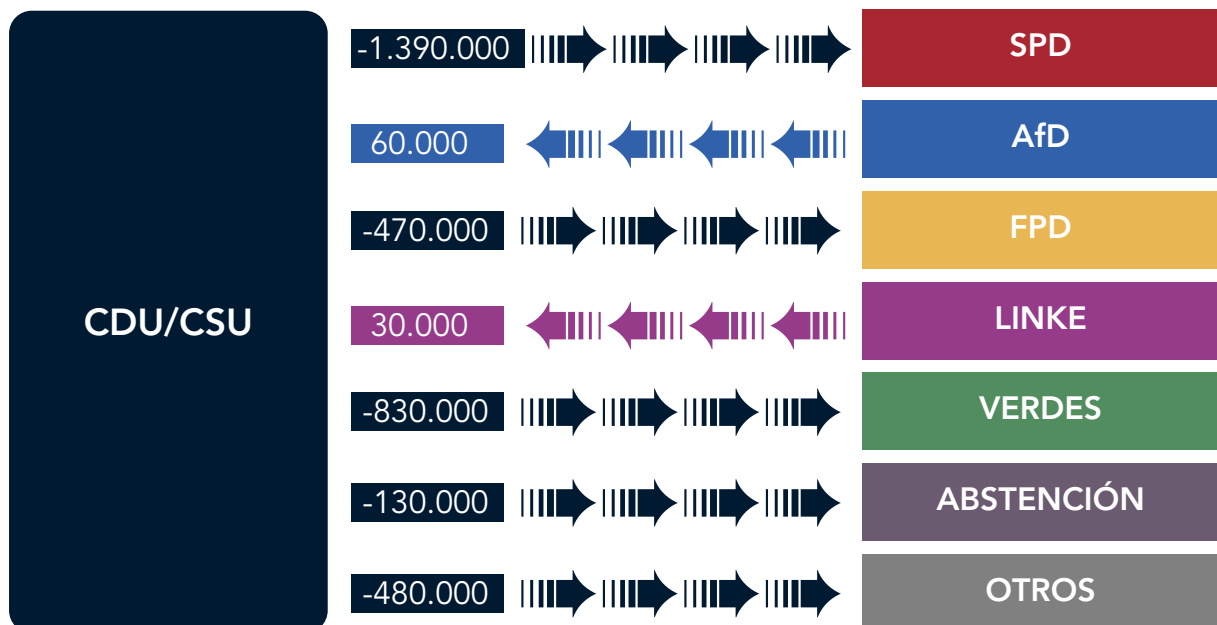 -1.390.000
SPD
60.000
AfD
-470.000
FPD
CDU/CSU
30.000
LINKE
-830.000
VERDES
-130.000
ABSTENCIÓN
-480.000
OTROS